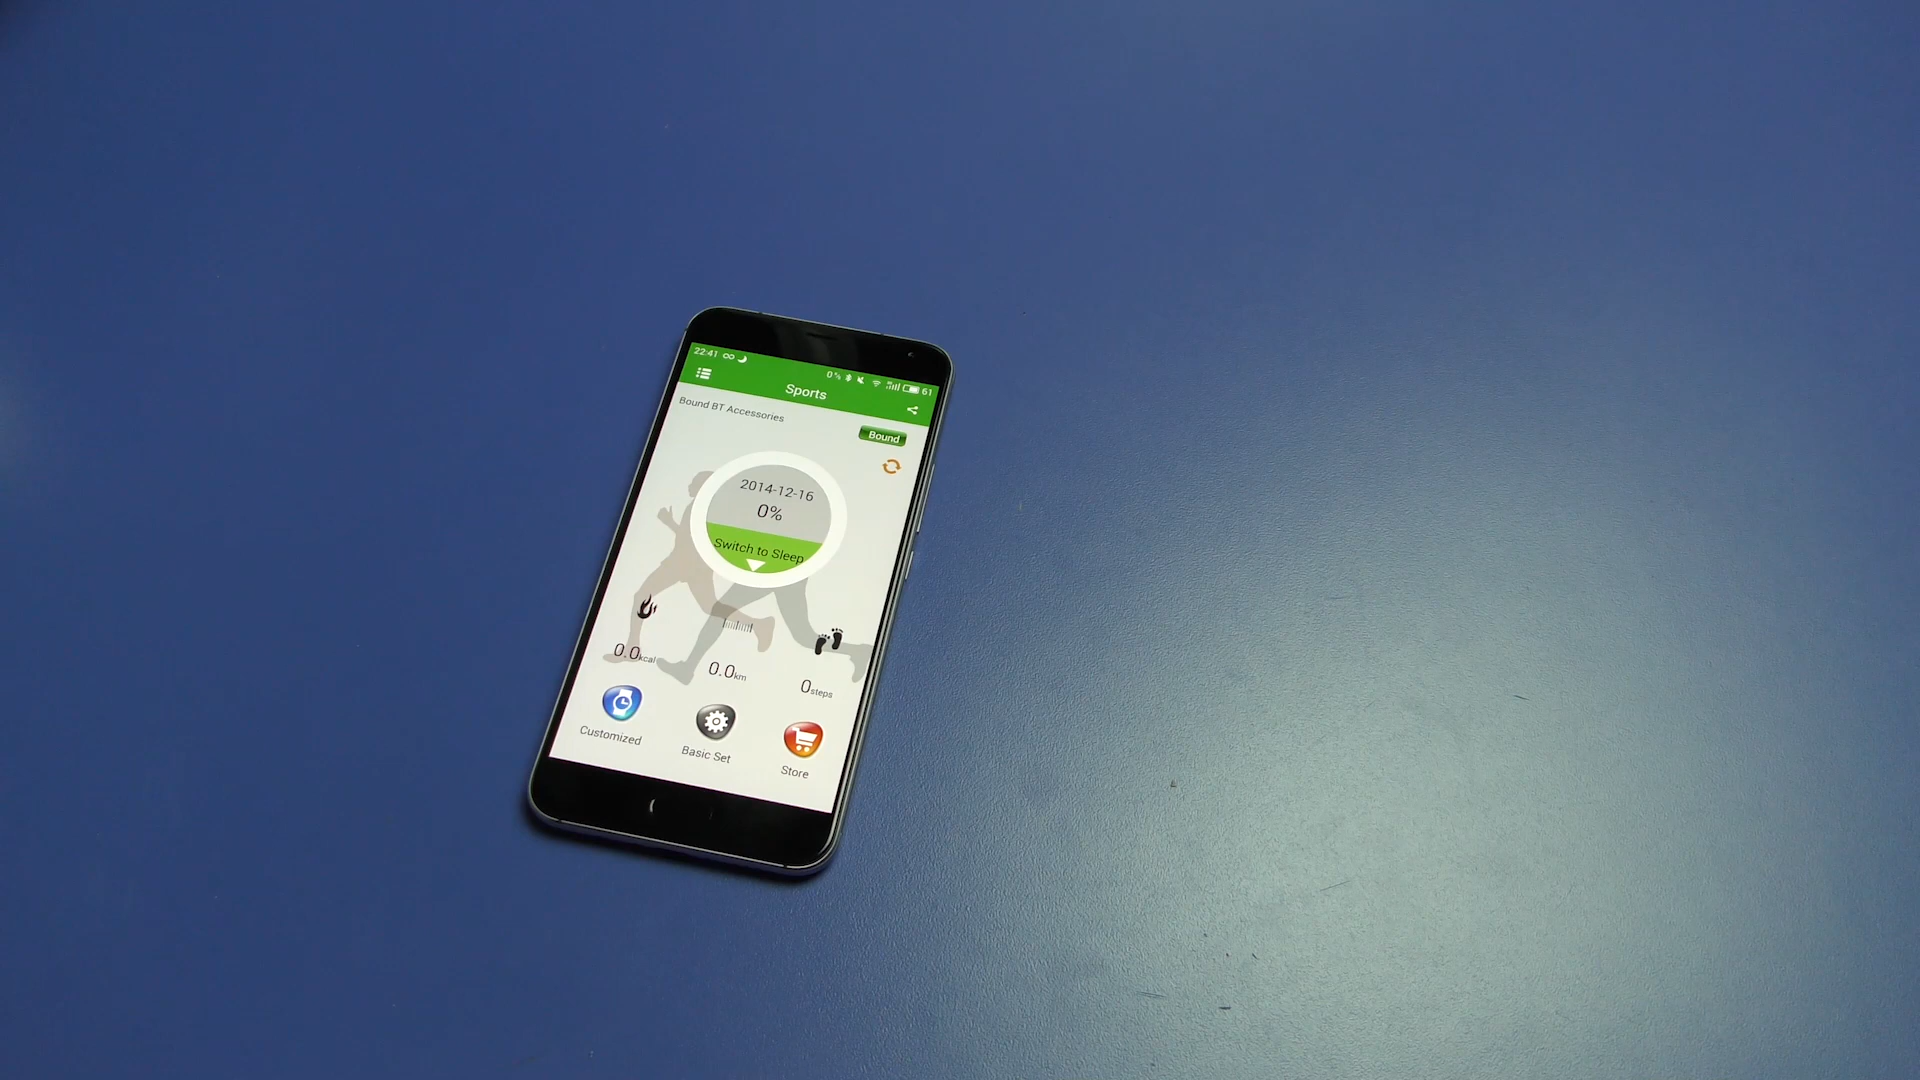 22:41
0 % 61
Sports
Bound BT Accessories
Bound
2014-12-16
0%
Switch to Sleep
0.0kcal
0.0km
0steps
Customized
Basic Set
Store